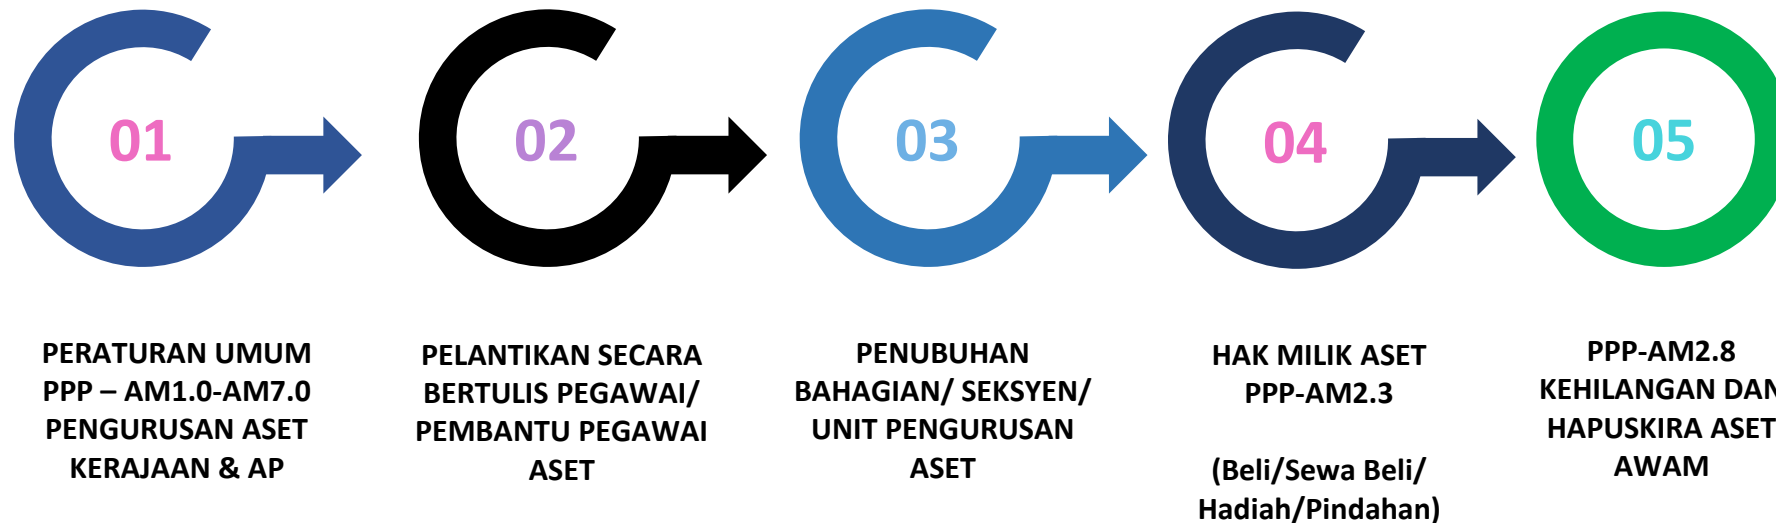 01
02
03
04
05
PERATURAN UMUM
PPP – AM1.0-AM7.0
PENGURUSAN ASET
KERAJAAN & AP
PELANTIKAN SECARA
BERTULIS PEGAWAI/
PEMBANTU PEGAWAI
ASET
PENUBUHAN
BAHAGIAN/ SEKSYEN/
UNIT PENGURUSAN
ASET
HAK MILIK ASET
PPP-AM2.3
(Beli/Sewa Beli/
Hadiah/Pindahan)
PPP-AM2.8
KEHILANGAN DAN
HAPUSKIRA ASET
AWAM